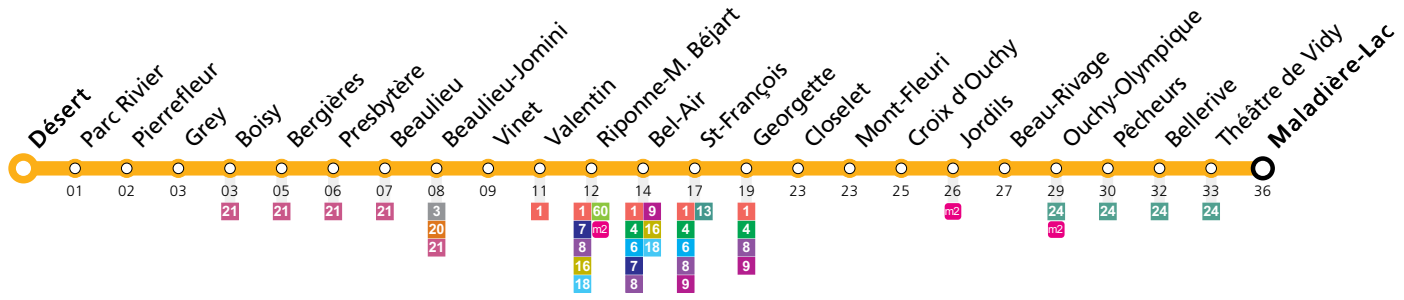 Désert
Parc Rivier
Pierrefleur
Grey
Boisy
Bergières
Presbytère
Beaulieu
Beaulieu-Jomini
Vinet
Valentin
Riponne-M. Béjart
Bel-Air
St-François
Georgette
Closelet
Mont-Fleuri
Croix d'Ouchy
Jordils
Beau-Rivage
Ouchy-Olympique
Pêcheurs
Bellerive
Théâtre de Vidy
Maladière-Lac
01 02 03 03 05 06 07 08 09 11 12 14 17 19 23 23 25 26 27 29 30 32 33 36
21 21 21 21 3 1 1 60 1 9 1 13 1 m2 24 24 24 24
20 7 m2 4 16 4 4 m2
21 8 6 18 6 8
16 7 8 9
18 8 9